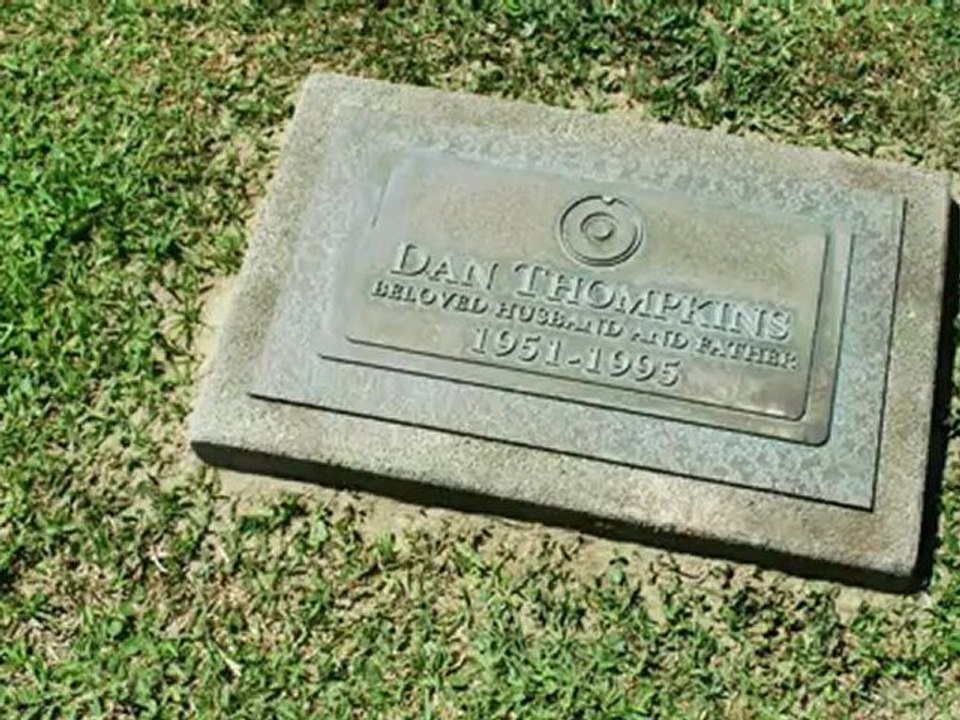 DAN THOMPKINS
BELOVED HUSBAND AND FATHER
1951-1995